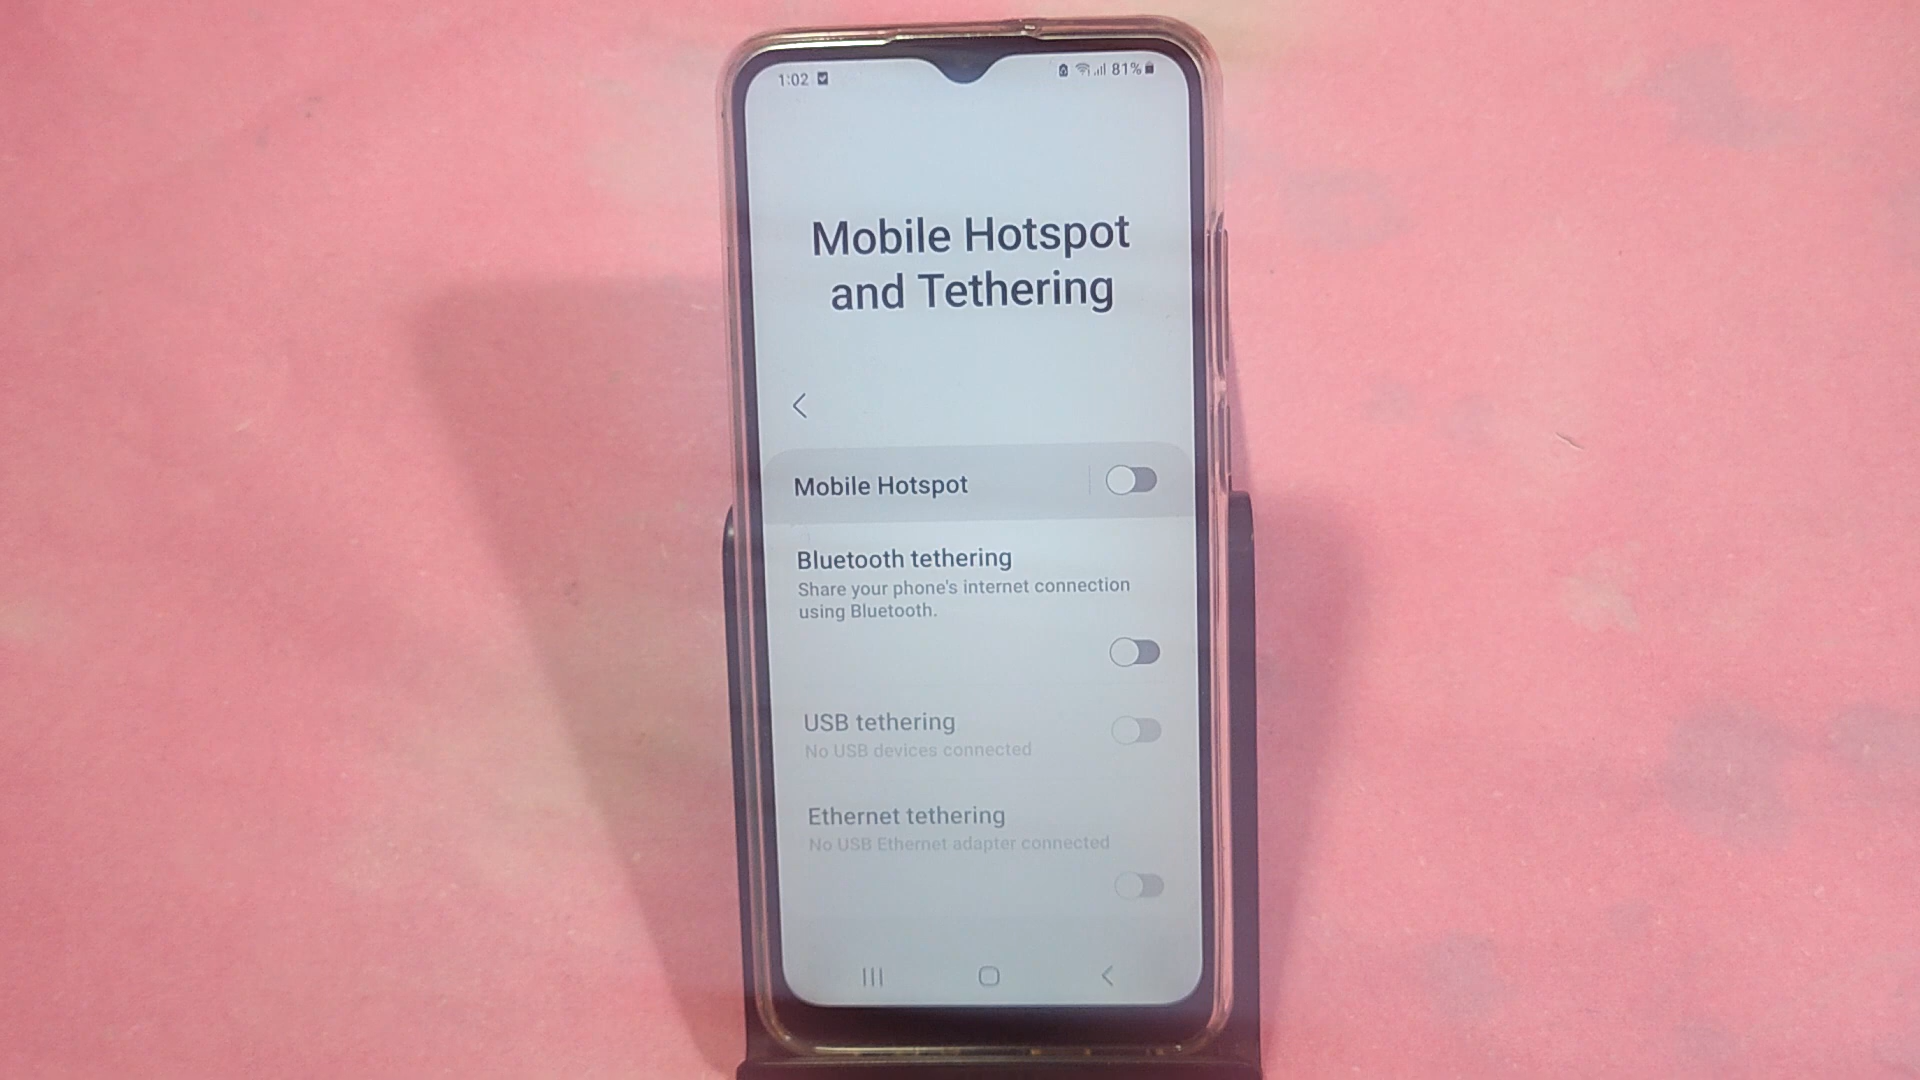 1:02 81%
Mobile Hotspot
and Tethering
Mobile Hotspot
Bluetooth tethering
Share your phone's internet connection
using Bluetooth.
USB tethering
No USB devices connected
Ethernet tethering
No USB Ethernet adapter connected